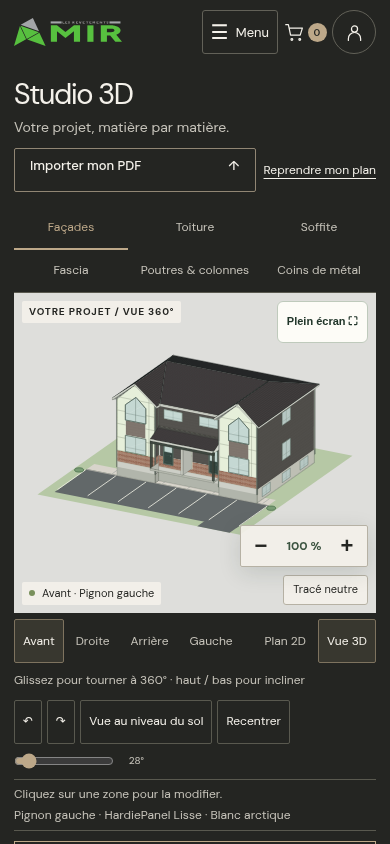 LES REVÊTEMENTS
MIR
Menu
0
Studio 3D
Votre projet, matière par matière.
Importer mon PDF ↑
Reprendre mon plan
Façades Toiture Soffite
Fascia Poutres & colonnes Coins de métal
VOTRE PROJET / VUE 360°
Plein écran
− 100 % +
Avant · Pignon gauche
Tracé neutre
Avant Droite Arrière Gauche Plan 2D Vue 3D
Glissez pour tourner à 360° · haut / bas pour incliner
↶ ↷ Vue au niveau du sol Recentrer
28°
Cliquez sur une zone pour la modifier.
Pignon gauche · HardiePanel Lisse · Blanc arctique